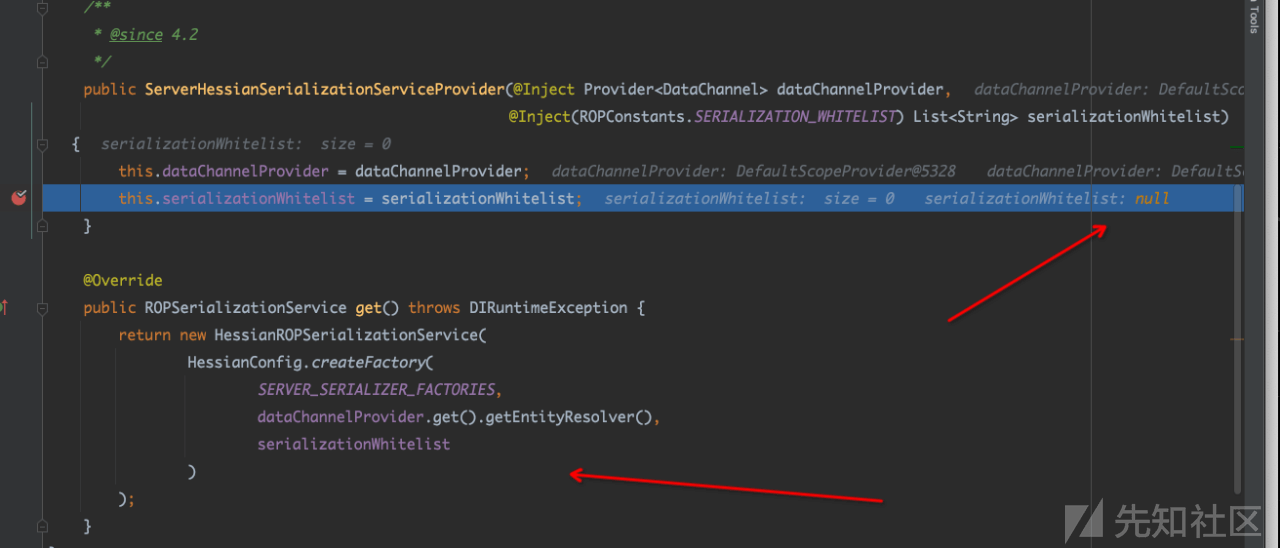 /**
* @since 4.2
*/
public ServerHessianSerializationServiceProvider(@Inject Provider<DataChannel> dataChannelProvider, dataChannelProvider: DefaultSco
@Inject(ROPConstants.SERIALIZATION_WHITELIST) List<String> serializationWhitelist)
{ serializationWhitelist: size = 0
this.dataChannelProvider = dataChannelProvider; dataChannelProvider: DefaultScopeProvider@5328 dataChannelProvider: DefaultSc
this.serializationWhitelist = serializationWhitelist; serializationWhitelist: size = 0 serializationWhitelist: null
}
@Override
public ROPSerializationService get() throws DIRuntimeException {
return new HessianROPSerializationService(
HessianConfig.createFactory(
SERVER_SERIALIZER_FACTORIES,
dataChannelProvider.get().getEntityResolver(),
serializationWhitelist
)
);
}
Tools
先知社区